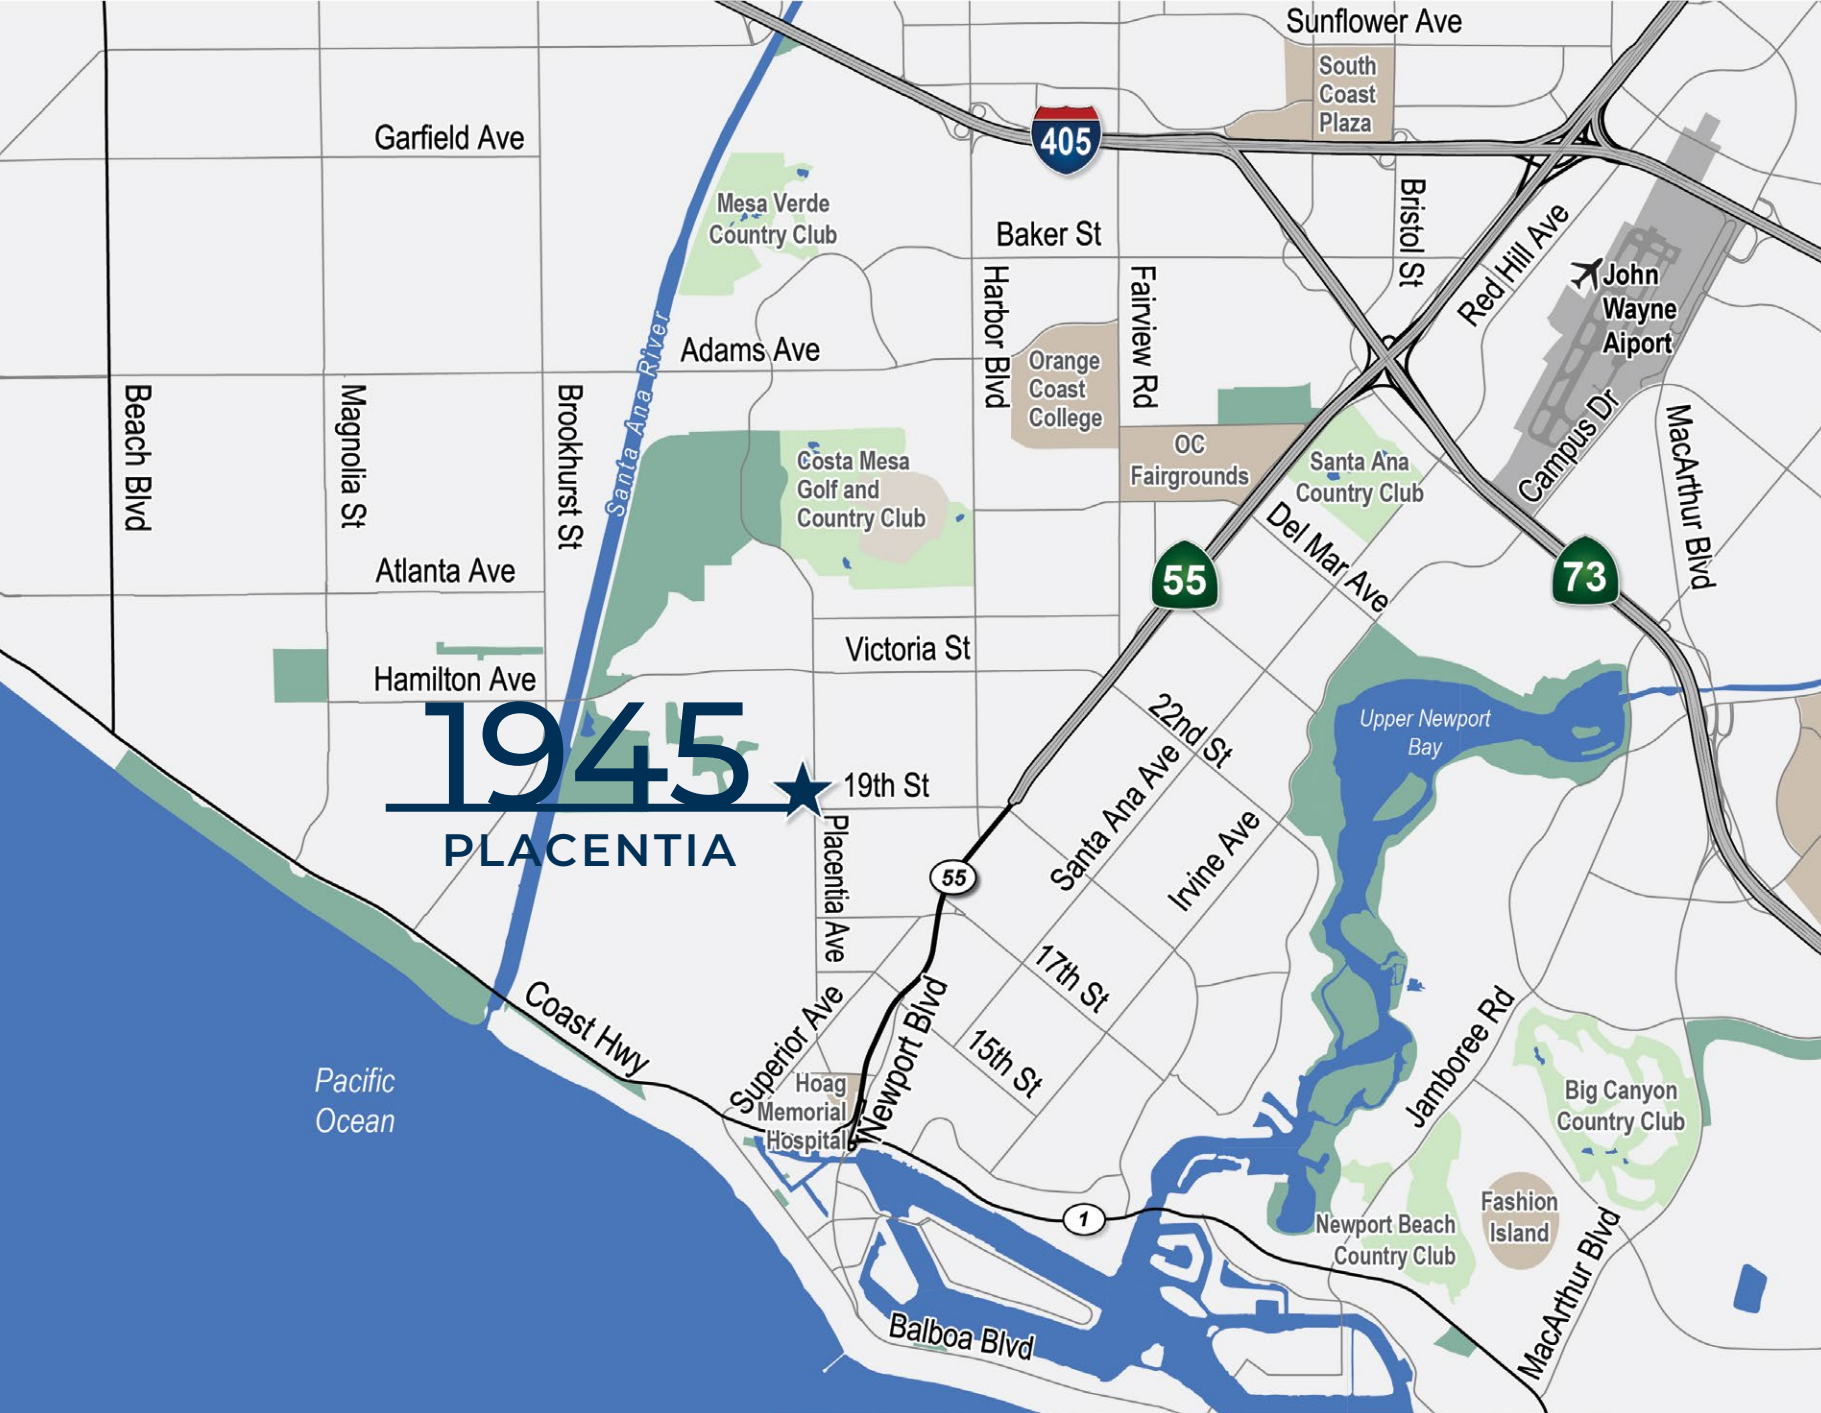 Sunflower Ave
South
Coast
Plaza
405
Garfield Ave
Mesa Verde
Country Club
Baker St
Bristol St
Red Hill Ave
John
Wayne
Aiport
Harbor Blvd
Fairview Rd
Santa Ana River
Adams Ave
Orange
Coast
College
Beach Blvd
Magnolia St
Brookhurst St
OC
Fairgrounds
Campus Dr
MacArthur Blvd
Costa Mesa
Golf and
Country Club
Santa Ana
Country Club
Del Mar Ave
55
73
Atlanta Ave
Victoria St
Hamilton Ave
1945
PLACENTIA
22nd St
Upper Newport
Bay
19th St
Santa Ana Ave
Irvine Ave
Placentia Ave
55
17th St
Coast Hwy
Superior Ave
Newport Blvd
15th St
Jamboree Rd
Pacific
Ocean
Hoag
Memorial
Hospital
Big Canyon
Country Club
1
Newport Beach
Country Club
Fashion
Island
MacArthur Blvd
Balboa Blvd